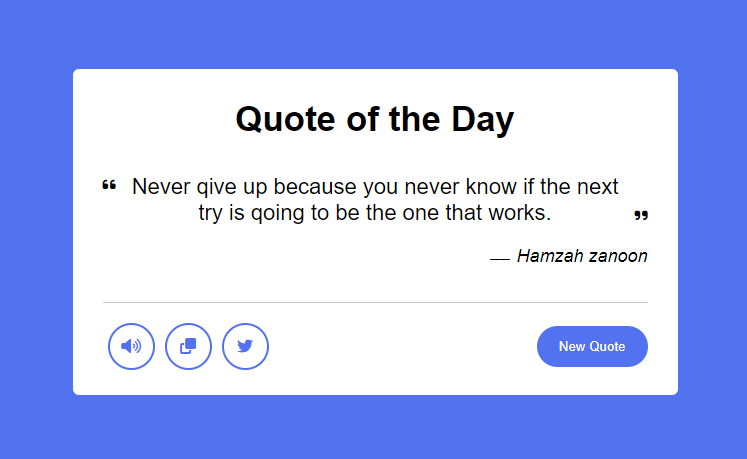 Quote of the Day
❝ Never qive up because you never know if the next
try is qoing to be the one that works. ❞
__ Hamzah zanoon
New Quote